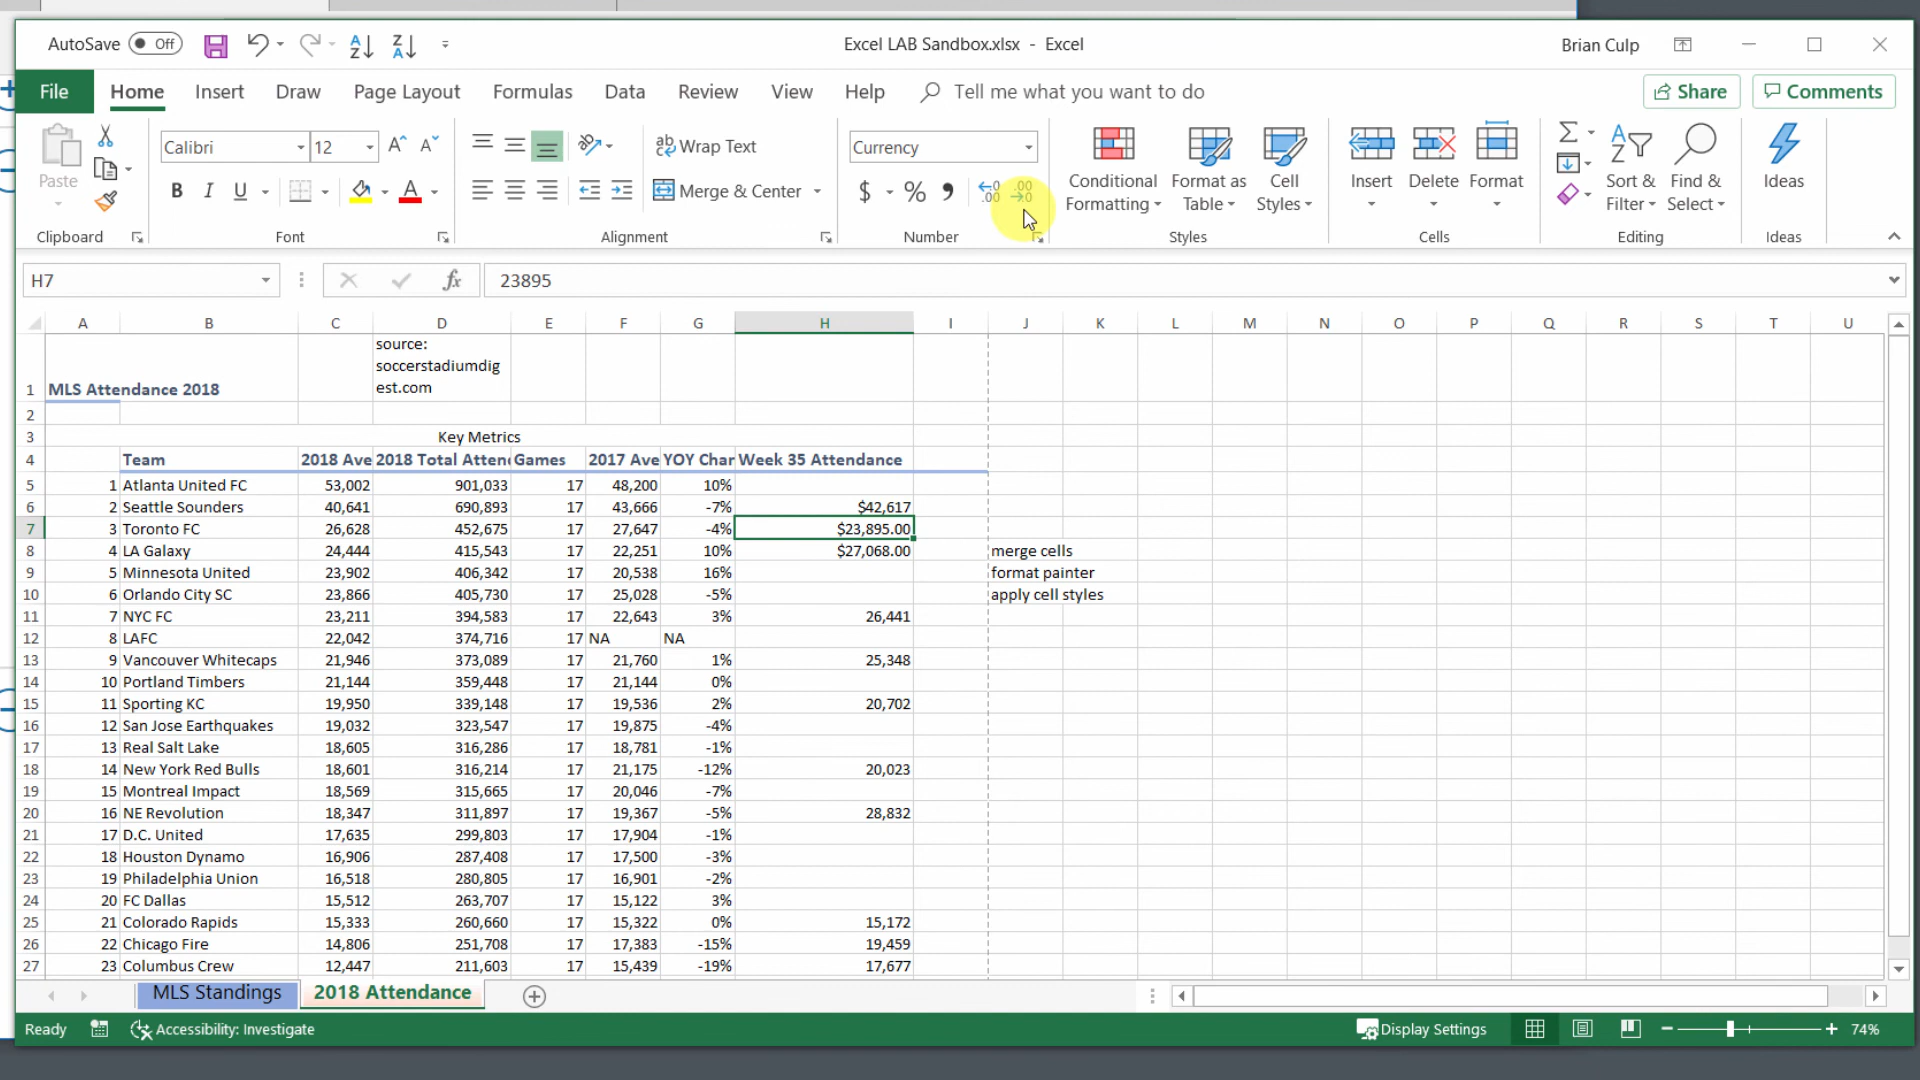 AutoSave Off Excel LAB Sandbox.xlsx - Excel Brian Culp
File Home Insert Draw Page Layout Formulas Data Review View Help Tell me what you want to do Share Comments
Paste Calibri 12 Wrap Text Currency Conditional Formatting Format as Table Cell Styles Insert Delete Format Sort & Filter Find & Select Ideas
B I U Merge & Center $ % ,
Clipboard Font Alignment Number Styles Cells Editing Ideas
H7 fx 23895
A B C D E F G H I J K L M N O P Q R S T U
source:
soccerstadiumdig
est.com
1 MLS Attendance 2018
2
3 Key Metrics
4 Team 2018 Ave 2018 Total Atten Games 2017 Ave YOY Char Week 35 Attendance
5 1 Atlanta United FC 53,002 901,033 17 48,200 10%
6 2 Seattle Sounders 40,641 690,893 17 43,666 -7% $42,617
7 3 Toronto FC 26,628 452,675 17 27,647 -4% $23,895.00
8 4 LA Galaxy 24,444 415,543 17 22,251 10% $27,068.00 merge cells
9 5 Minnesota United 23,902 406,342 17 20,538 16% format painter
10 6 Orlando City SC 23,866 405,730 17 25,028 -5% apply cell styles
11 7 NYC FC 23,211 394,583 17 22,643 3% 26,441
12 8 LAFC 22,042 374,716 17 NA NA
13 9 Vancouver Whitecaps 21,946 373,089 17 21,760 1% 25,348
14 10 Portland Timbers 21,144 359,448 17 21,144 0%
15 11 Sporting KC 19,950 339,148 17 19,536 2% 20,702
16 12 San Jose Earthquakes 19,032 323,547 17 19,875 -4%
17 13 Real Salt Lake 18,605 316,286 17 18,781 -1%
18 14 New York Red Bulls 18,601 316,214 17 21,175 -12% 20,023
19 15 Montreal Impact 18,569 315,665 17 20,046 -7%
20 16 NE Revolution 18,347 311,897 17 19,367 -5% 28,832
21 17 D.C. United 17,635 299,803 17 17,904 -1%
22 18 Houston Dynamo 16,906 287,408 17 17,500 -3%
23 19 Philadelphia Union 16,518 280,805 17 16,901 -2%
24 20 FC Dallas 15,512 263,707 17 15,122 3%
25 21 Colorado Rapids 15,333 260,660 17 15,322 0% 15,172
26 22 Chicago Fire 14,806 251,708 17 17,383 -15% 19,459
27 23 Columbus Crew 12,447 211,603 17 15,439 -19% 17,677
MLS Standings 2018 Attendance
Ready Accessibility: Investigate Display Settings 74%